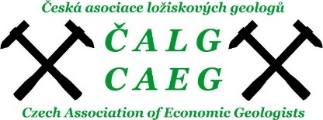 Česká asociace ložiskových geologů
ČALG
CAEG
Czech Association of Economic Geologists